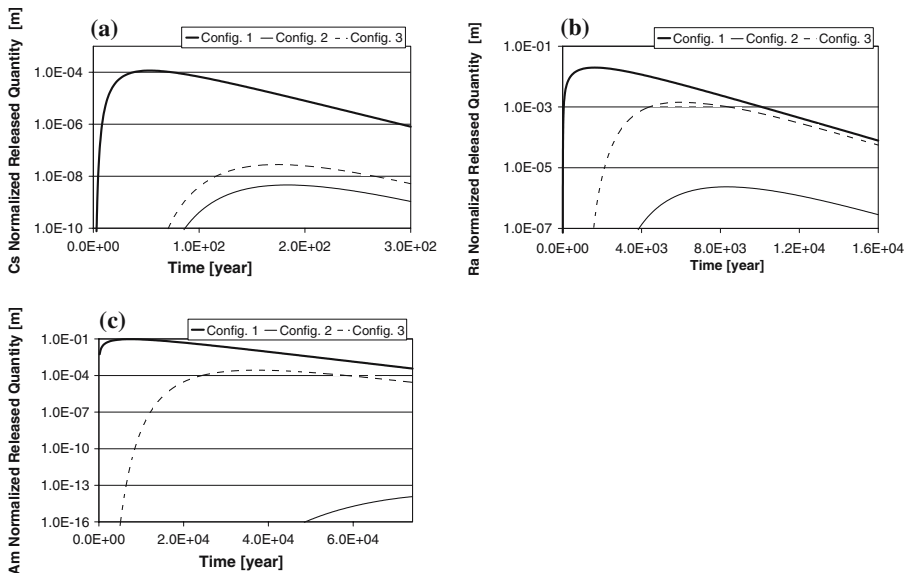 (a)
Config. 1 Config. 2 Config. 3
Cs Normalized Released Quantity [m]
1.0E-04
1.0E-06
1.0E-08
1.0E-10
0.0E+00 1.0E+02 2.0E+02 3.0E+02
Time [year]
(b)
Config. 1 Config. 2 Config. 3
Ra Normalized Released Quantity [m]
1.0E-01
1.0E-03
1.0E-05
1.0E-07
0.0E+00 4.0E+03 8.0E+03 1.2E+04 1.6E+04
Time [year]
(c)
Config. 1 Config. 2 Config. 3
Am Normalized Released Quantity [m]
1.0E-01
1.0E-04
1.0E-07
1.0E-10
1.0E-13
1.0E-16
0.0E+00 2.0E+04 4.0E+04 6.0E+04
Time [year]